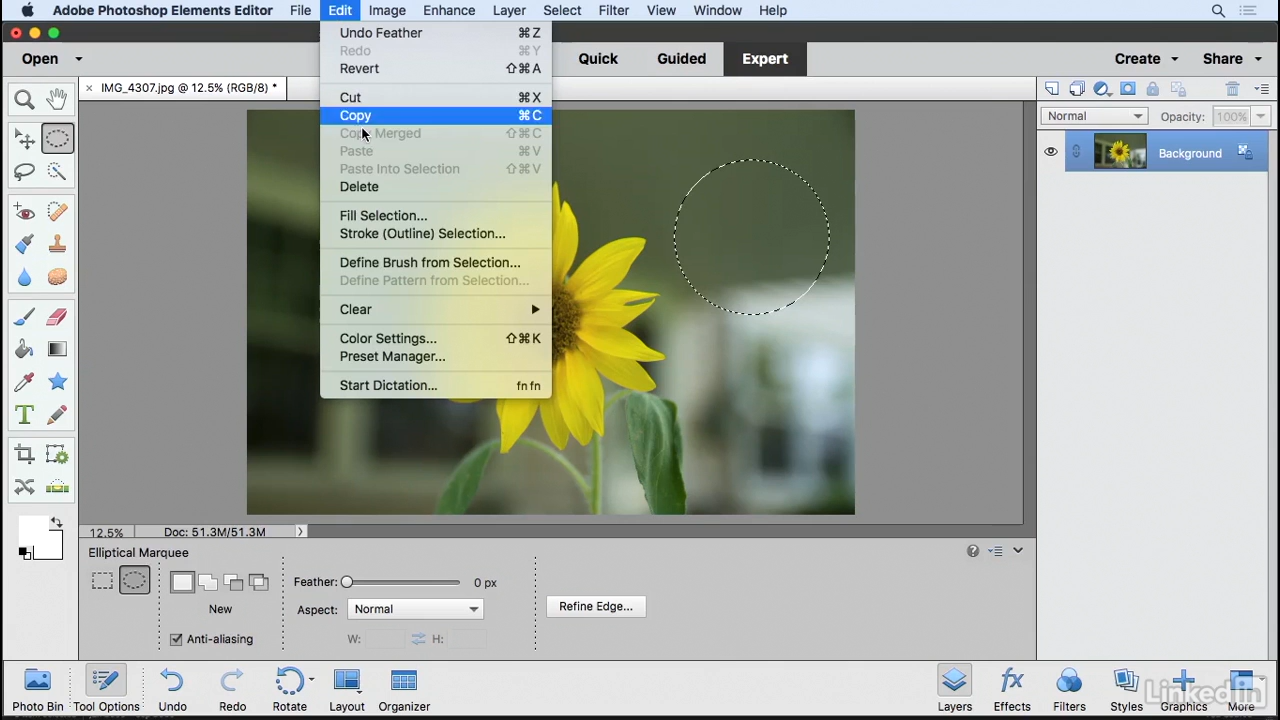 Adobe Photoshop Elements Editor File Edit Image Enhance Layer Select Filter View Window Help
Open Quick Guided Expert Create Share
IMG_4307.jpg @ 12.5% (RGB/8) *
Undo Feather ⌘Z
Redo ⌘Y
Revert ⇧⌘A
Cut ⌘X
Copy ⌘C
Copy Merged ⇧⌘C
Paste ⌘V
Paste Into Selection ⇧⌘V
Delete
Fill Selection...
Stroke (Outline) Selection...
Define Brush from Selection...
Define Pattern from Selection...
Clear
Color Settings... ⇧⌘K
Preset Manager...
Start Dictation... fn fn
Normal Opacity: 100%
Background
12.5% Doc: 51.3M/51.3M
Elliptical Marquee
New
Anti-aliasing
Feather: 0 px
Aspect: Normal
W: H:
Refine Edge...
Photo Bin Tool Options Undo Redo Rotate Layout Organizer Layers Effects Filters Styles Graphics More
LinkedIn